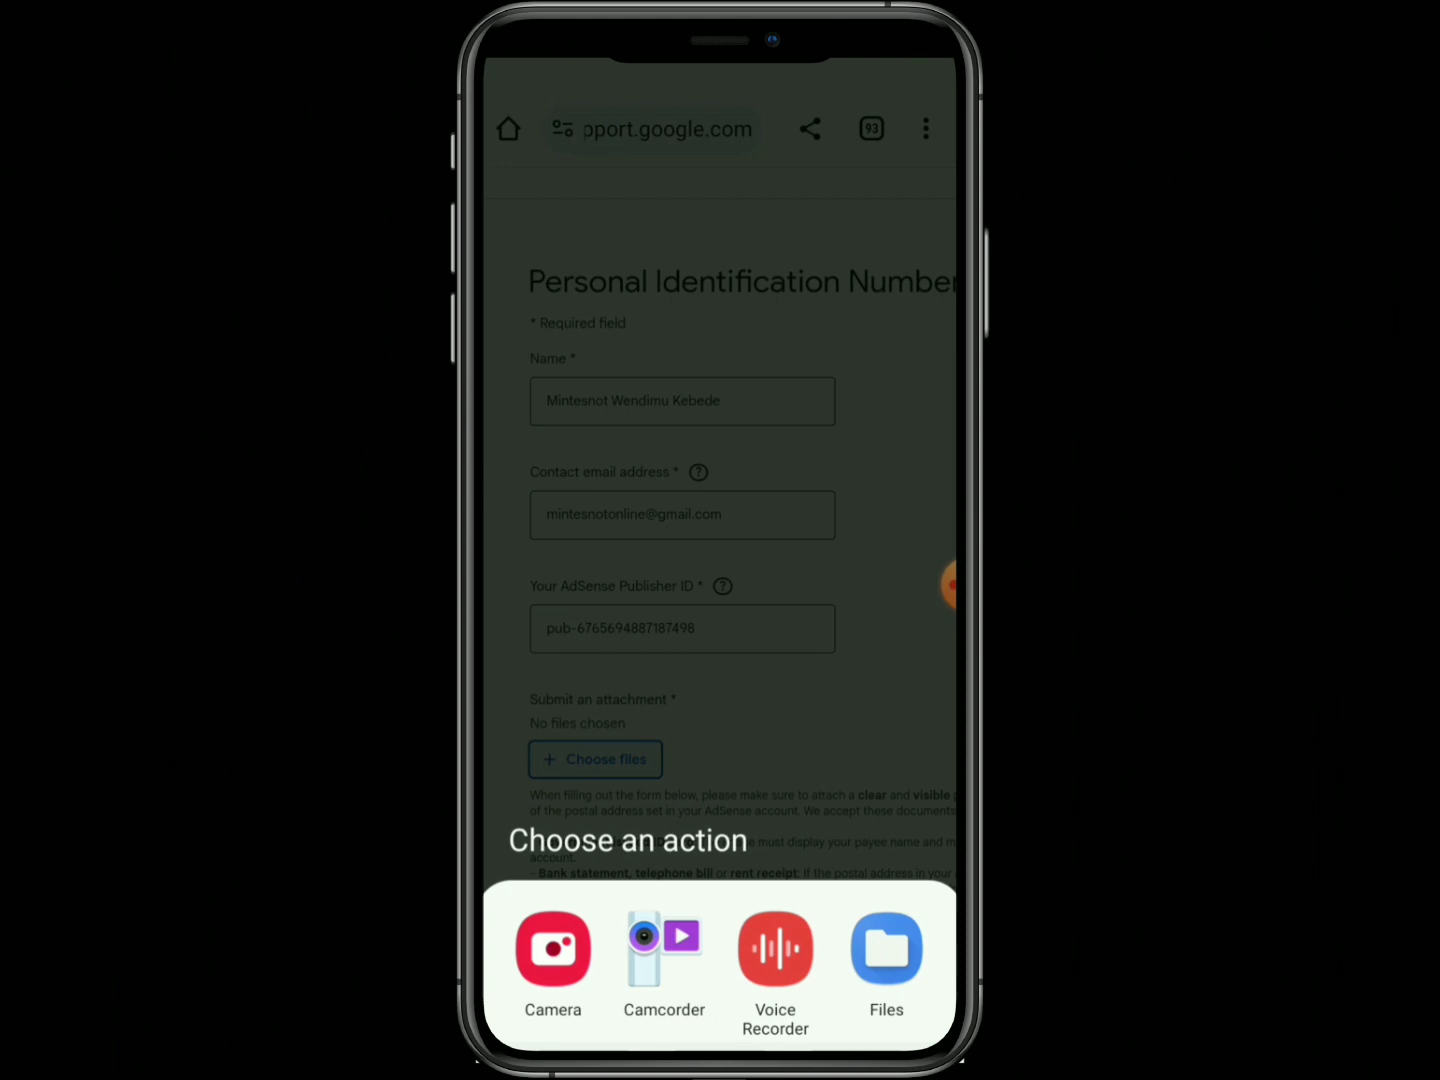 pport.google.com
93
Personal Identification Number
* Required field
Name *
Mintesnot Wendimu Kebede
Contact email address * ?
mintesnotonline@gmail.com
Your AdSense Publisher ID * ?
pub-6765694887187498
Submit an attachment *
No files chosen
+ Choose files
When filling out the form below, please make sure to attach a clear and visible
of the postal address set in your AdSense account. We accept these documents
Choose an action
must display your payee name and m
account.
- Bank statement, telephone bill or rent receipt: If the postal address in your
Camera
Camcorder
Voice
Recorder
Files